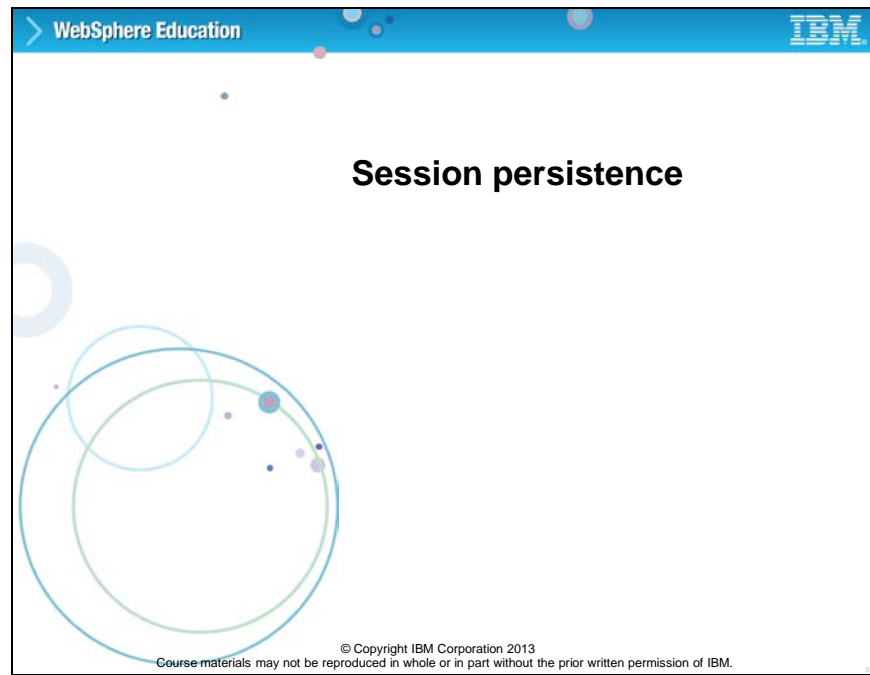 WebSphere Education
IBM®
Session persistence
© Copyright IBM Corporation 2013
Course materials may not be reproduced in whole or in part without the prior written permission of IBM.